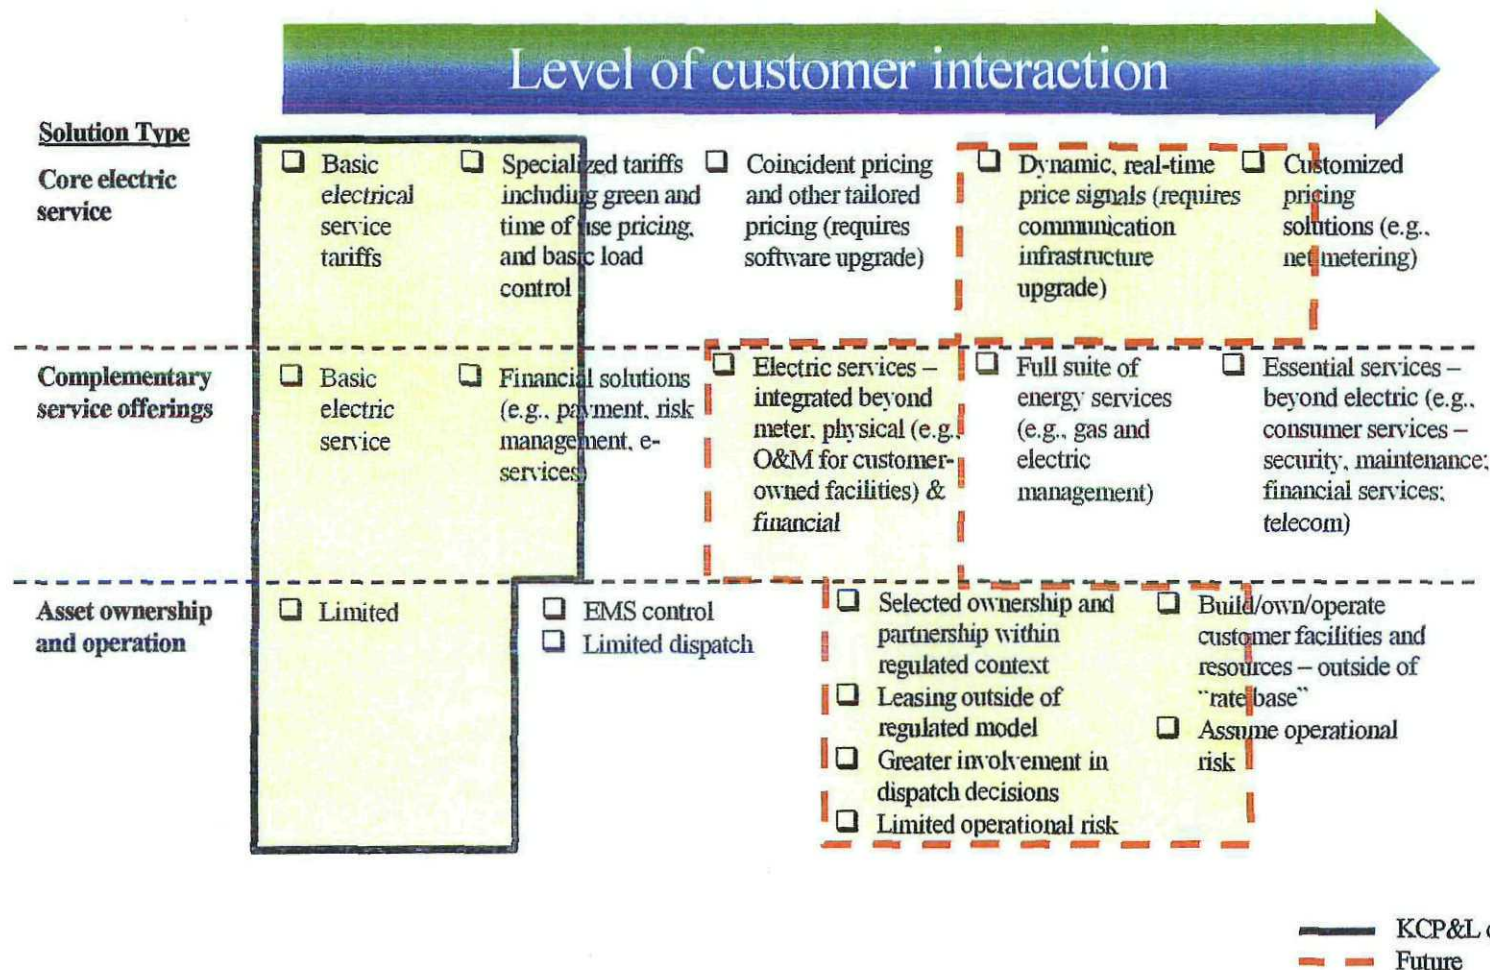 Level of customer interaction
Solution Type
Core electric
service
❑ Basic
electrical
service
tariffs
❑ Specialized tariffs
including green and
time of use pricing,
and basic load
control
❑ Coincident pricing
and other tailored
pricing (requires
software upgrade)
❑ Dynamic, real-time
price signals (requires
communication
infrastructure
upgrade)
❑ Customized
pricing
solutions (e.g.,
net metering)
Complementary
service offerings
❑ Basic
electric
service
❑ Financial solutions
(e.g., payment, risk
management, e-
services)
❑ Electric services –
integrated beyond
meter, physical (e.g.,
O&M for customer-
owned facilities) &
financial
❑ Full suite of
energy services
(e.g., gas and
electric
management)
❑ Essential services –
beyond electric (e.g.,
consumer services –
security, maintenance;
financial services;
telecom)
Asset ownership
and operation
❑ Limited
❑ EMS control
❑ Limited dispatch
❑ Selected ownership and
partnership within
regulated context
❑ Leasing outside of
regulated model
❑ Greater involvement in
dispatch decisions
❑ Limited operational risk
❑ Build/own/operate
customer facilities and
resources – outside of
“rate base”
❑ Assume operational
risk
KCP&L
Future